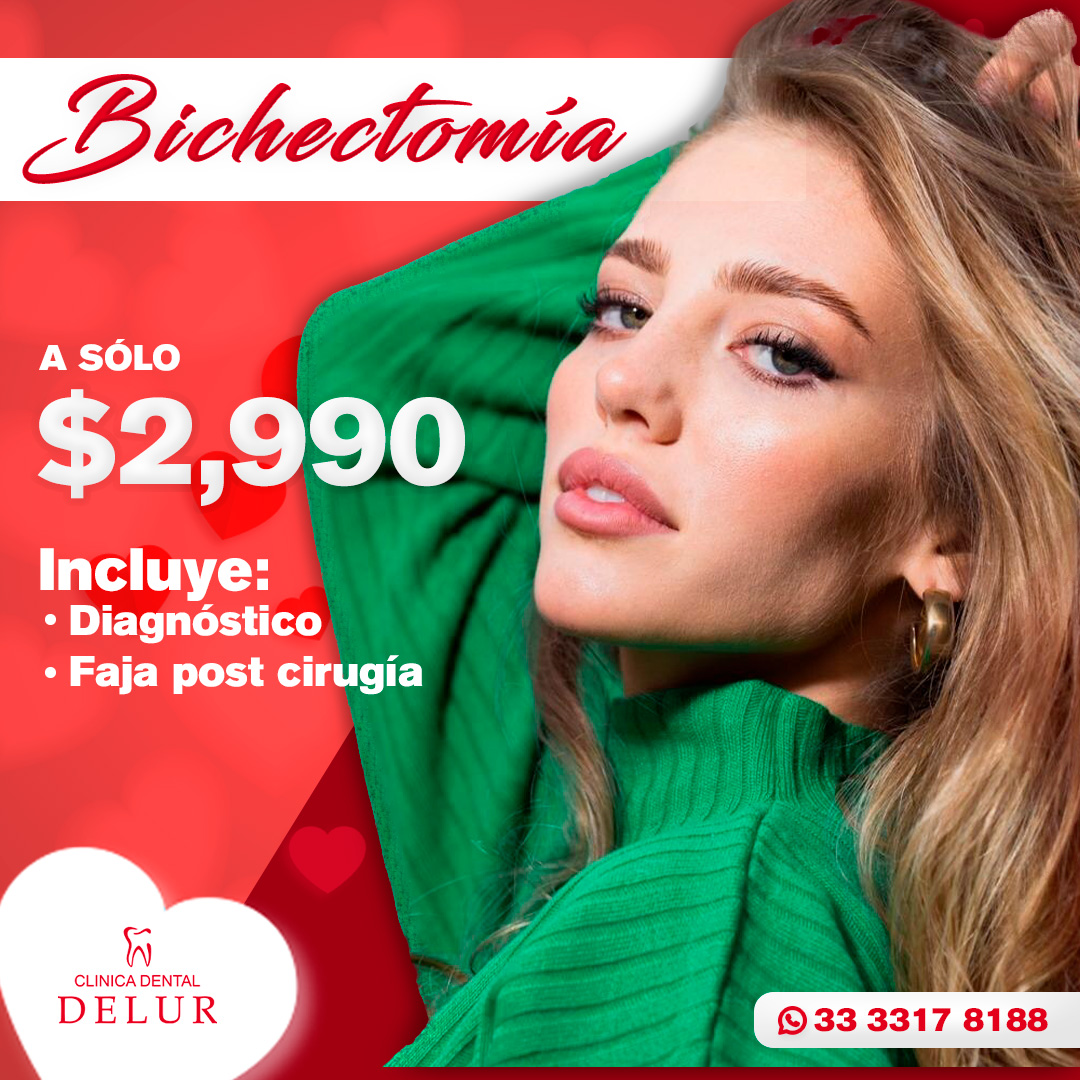 Bichectomía
A SÓLO
$2,990
Incluye:
• Diagnóstico
• Faja post cirugía
CLINICA DENTAL
DELUR
33 3317 8188